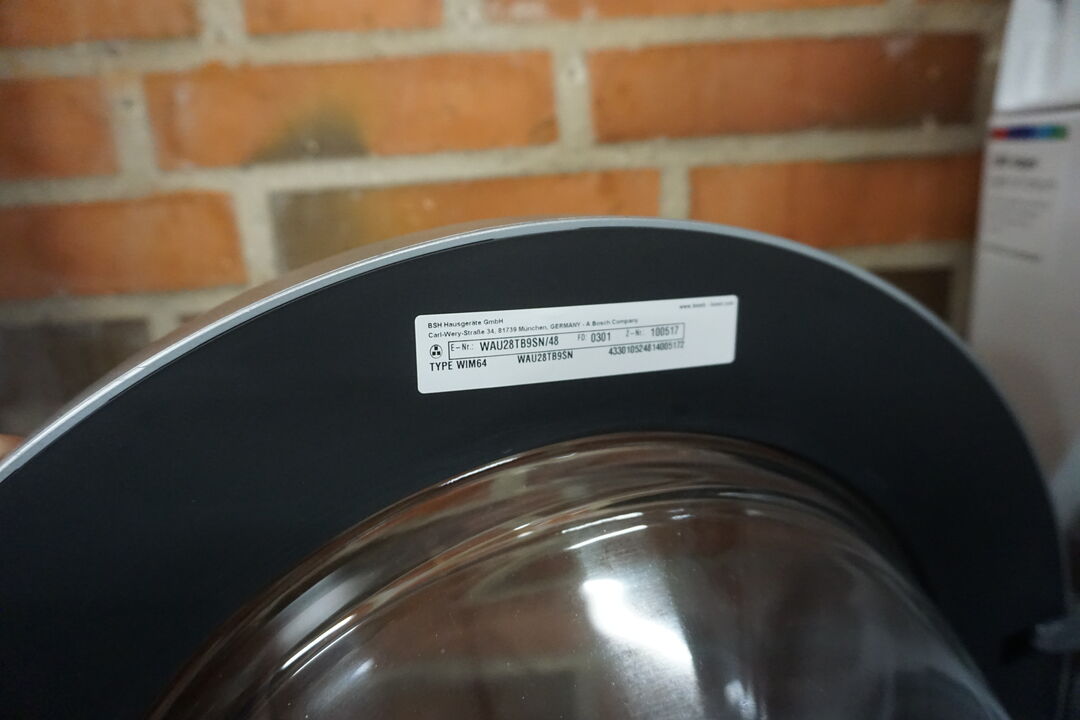 BSH Hausgeräte GmbH
Carl-Wery-Straße 34, 81739 München, GERMANY - A Bosch Company
E-Nr.: WAU28TB9SN/48 FD: 0301 Z-Nr.: 100517
TYPE WIM64 WAU28TB9SN 433010524814005172